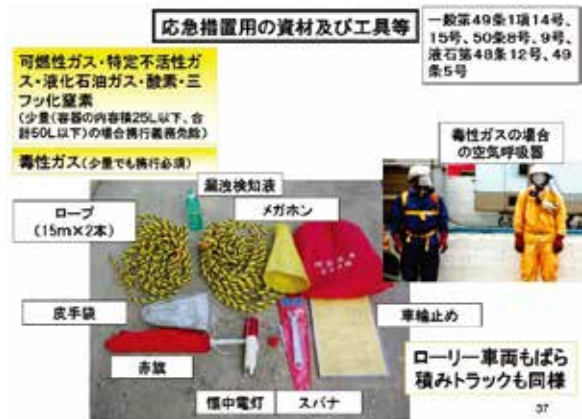 応急措置用の資材及び工具等
一般第49条1項14号、
15号、50条8号、9号、
液石第48条12号、49
条5号
可燃性ガス・特定不活性ガ
ス・液化石油ガス・酸素・三
フッ化窒素
(少量(容器の内容積25L以下、合
計50L以下)の場合携行義務免除)
毒性ガス(少量でも携行必須)
毒性ガスの場合
の空気呼吸器
漏洩検知液
ロープ
(15m×2本)
メガホン
皮手袋
車輪止め
赤旗
懐中電灯
スパナ
ローリー車両もばら
積みトラックも同様
37